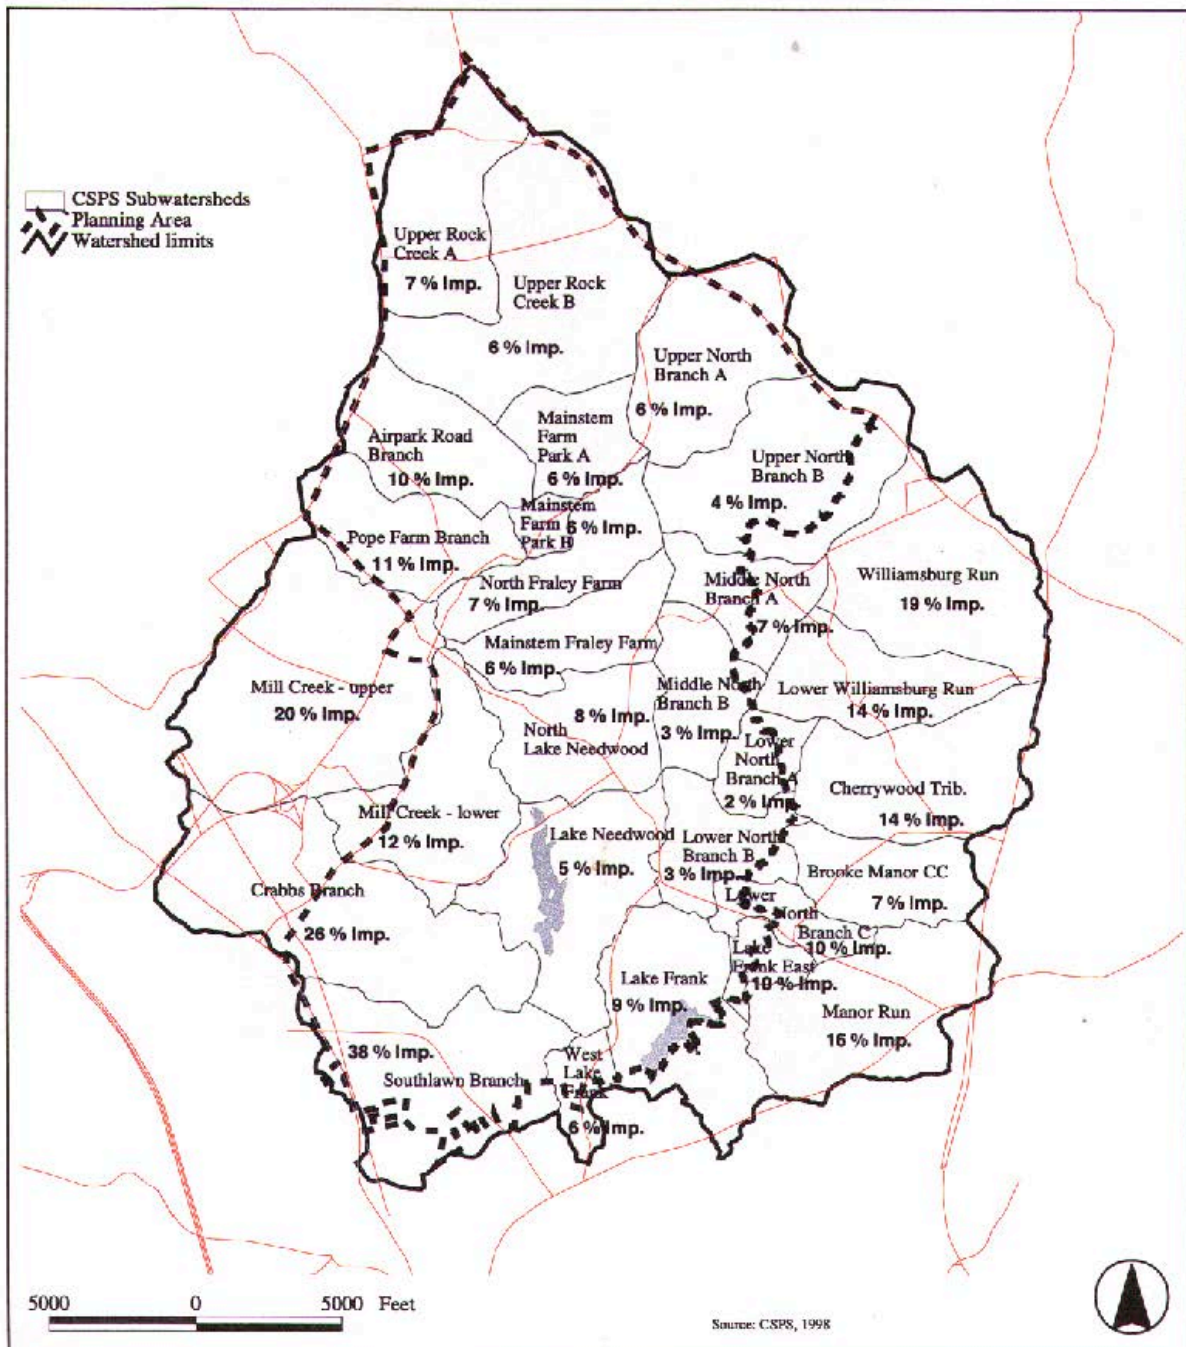 CSPS Subwatersheds
Planning Area
Watershed limits
Upper Rock
Creek A
7 % Imp.
Upper Rock
Creek B
6 % Imp.
Upper North
Branch A
6 % Imp.
Mainstem
Farm
Park A
6 % Imp.
Airpark Road
Branch
10 % Imp.
Upper North
Branch B
4 % Imp.
Mainstem
Farm
Park B
6 % Imp.
Pope Farm Branch
11 % Imp.
North Fraley Farm
7 % Imp.
Middle North
Branch A
7 % Imp.
Williamsburg Run
19 % Imp.
Mainstem Fraley Farm
6 % Imp.
Mill Creek - upper
20 % Imp.
Middle North
Branch B
3 % Imp.
Lower Williamsburg Run
14 % Imp.
8 % Imp.
North
Lake Needwood
Lower
North
Branch A
2 % Imp.
Cherrywood Trib.
14 % Imp.
Mill Creek - lower
12 % Imp.
Lake Needwood
5 % Imp.
Lower North
Branch B
3 % Imp.
Brooke Manor CC
7 % Imp.
Crabbs Branch
26 % Imp.
Lower
North
Branch C
10 % Imp.
Lake
Frank East
10 % Imp.
Lake Frank
9 % Imp.
Manor Run
16 % Imp.
38 % Imp.
Southlawn Branch
West
Lake
Frank
6 % Imp.
5000 0 5000 Feet
Source: CSPS, 1998